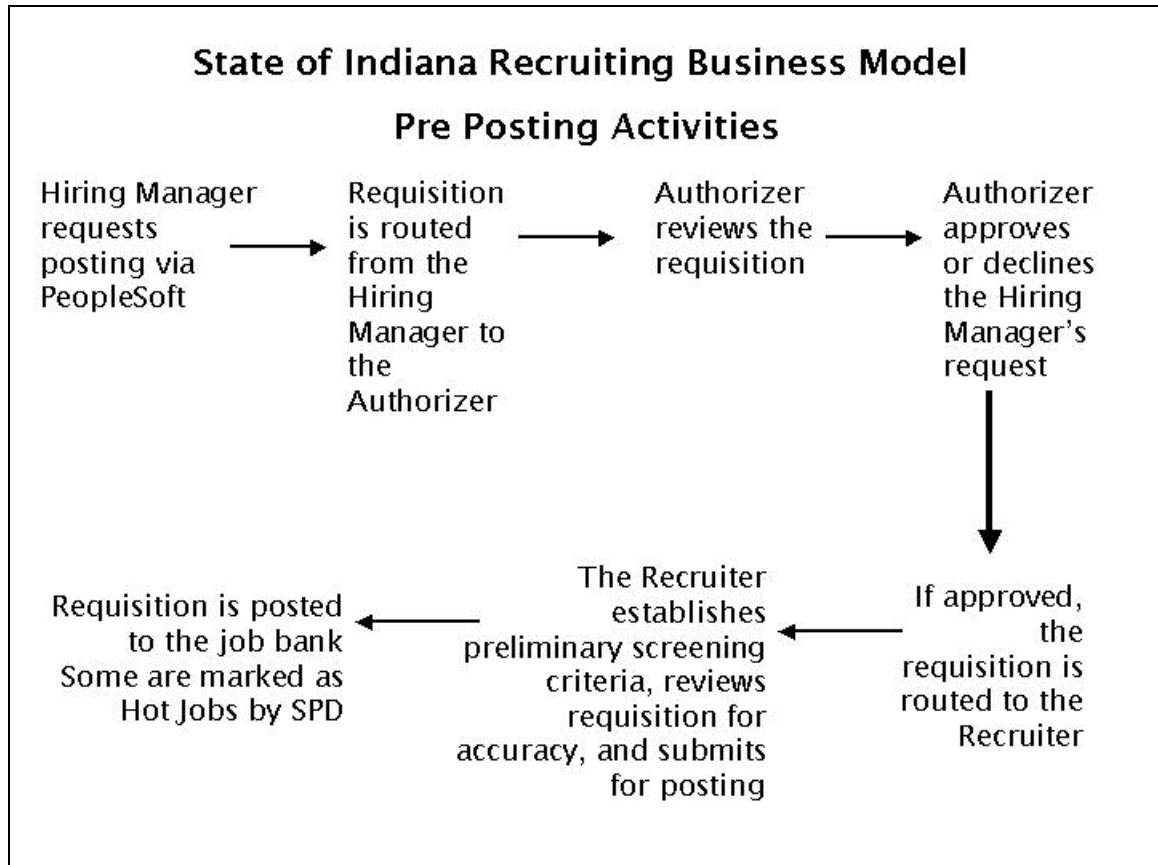 State of Indiana Recruiting Business Model
Pre Posting Activities
Hiring Manager
requests
posting via
PeopleSoft
Requisition
is routed
from the
Hiring
Manager to
the
Authorizer
Authorizer
reviews the
requisition
Authorizer
approves
or declines
the Hiring
Manager's
request
If approved,
the
requisition is
routed to the
Recruiter
The Recruiter
establishes
preliminary screening
criteria, reviews
requisition for
accuracy, and submits
for posting
Requisition is posted
to the job bank
Some are marked as
Hot Jobs by SPD